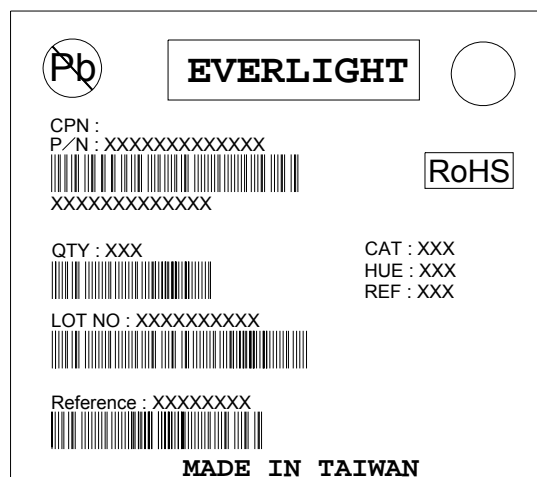 Pb
EVERLIGHT
CPN :
P/N : XXXXXXXXXXXXX
RoHS
XXXXXXXXXXXXX
QTY : XXX
CAT : XXX
HUE : XXX
REF : XXX
LOT NO : XXXXXXXXXX
Reference : XXXXXXXX
MADE IN TAIWAN